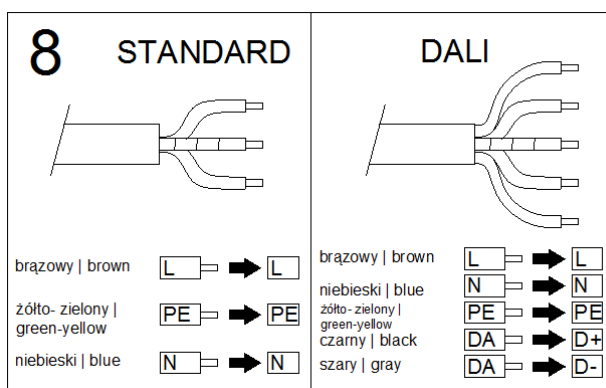 8 STANDARD
brązowy | brown L L
żółto- zielony |
green-yellow PE PE
niebieski | blue N N
DALI
brązowy | brown L L
niebieski | blue N N
żółto- zielony |
green-yellow PE PE
czarny | black DA D+
szary | gray DA D-